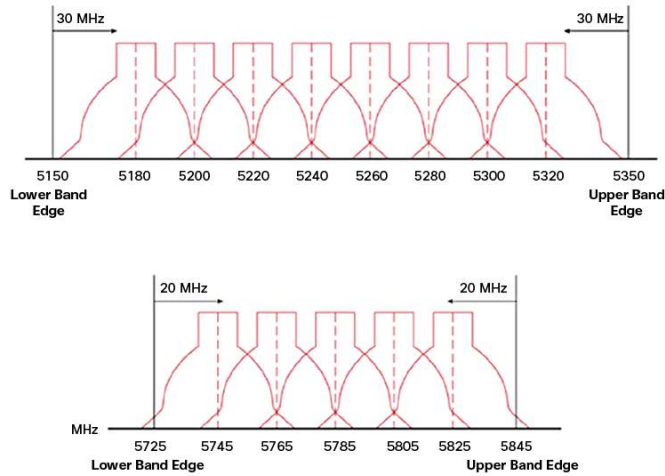 30 MHz 30 MHz
5150 5180 5200 5220 5240 5260 5280 5300 5320 5350
Lower Band Upper Band
Edge Edge
20 MHz 20 MHz
MHz
5725 5745 5765 5785 5805 5825 5845
Lower Band Edge Upper Band Edge